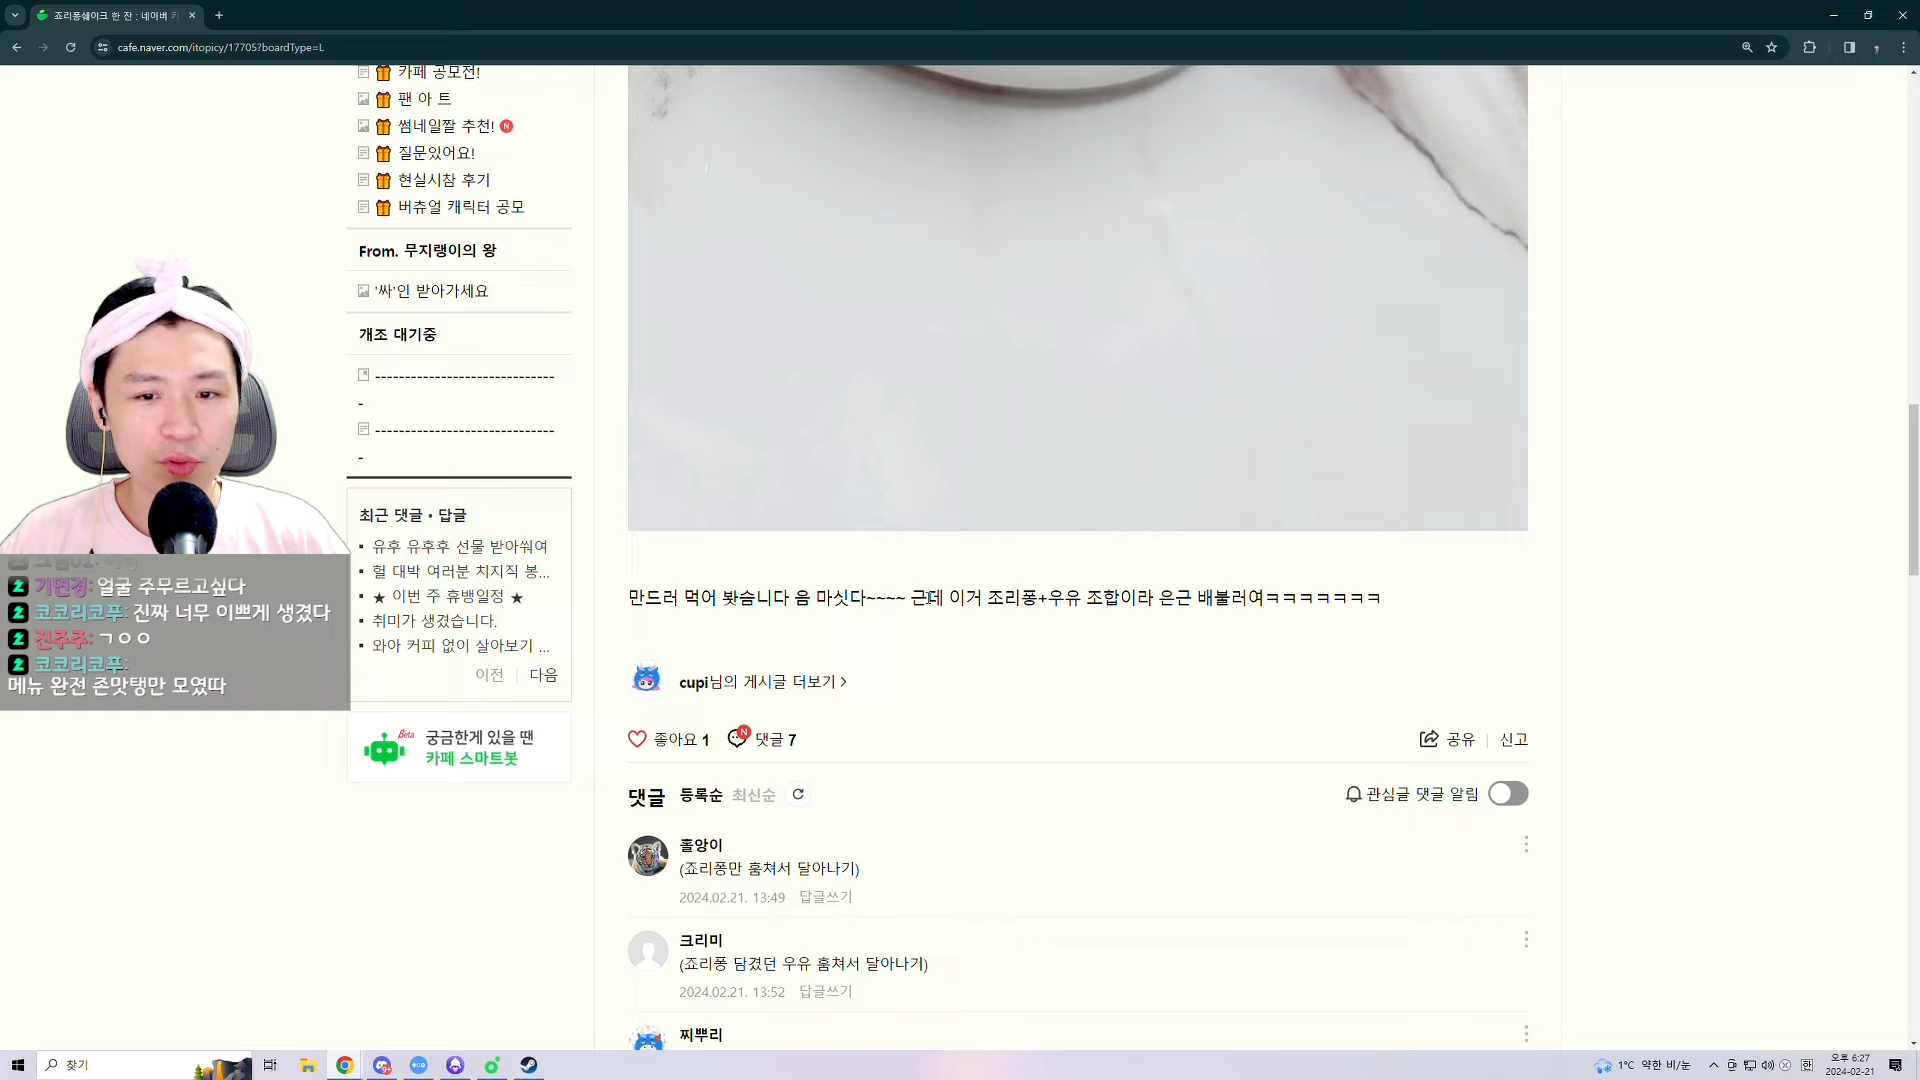 죠리퐁쉐이크 한 잔 : 네이버 카
cafe.naver.com/itopicy/17705?boardType=L
카페 공모전!
팬 아 트
썸네일짤 추천! N
질문있어요!
현실시참 후기
버츄얼 캐릭터 공모
From. 무지랭이의 왕
'싸'인 받아가세요
개조 대기중
------------------------------
-
------------------------------
-
최근 댓글 • 답글
유후 유후후 선물 받아쒀여
헐 대박 여러분 치지직 봉...
★ 이번 주 휴뱅일정 ★
취미가 생겼습니다.
와아 커피 없이 살아보기 ...
이전 다음
Beta 궁금한게 있을 땐
카페 스마트봇
기면경: 얼굴 주무르고싶다
코코리코푸: 진짜 너무 이쁘게 생겼다
진주주: ㄱㅇㅇ
코코리코푸:
메뉴 완전 존맛탱만 모였따
만드러 먹어 봣슴니다 음 마싯다~~~~ 근데 이거 죠리퐁+우유 조합이라 은근 배불러여ㅋㅋㅋㅋㅋㅋㅋ
cupi님의 게시글 더보기
좋아요 1 N 댓글 7
공유 신고
댓글 등록순 최신순
관심글 댓글 알림
홀앙이
(죠리퐁만 훔쳐서 달아나기)
2024.02.21. 13:49 답글쓰기
크리미
(죠리퐁 담겼던 우유 훔쳐서 달아나기)
2024.02.21. 13:52 답글쓰기
찌뿌리
찾기
1°C 약한 비/눈
한
오후 6:27
2024-02-21